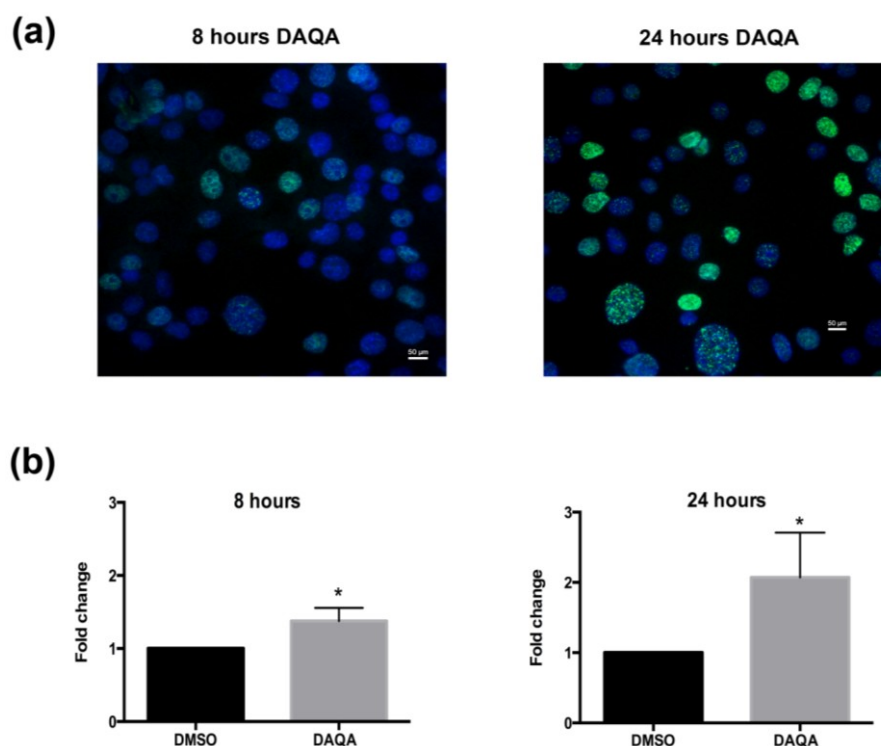 (a)
8 hours DAQA
24 hours DAQA
50 µm
50 µm
(b)
8 hours
Fold change
3
2
1
0
*
DMSO
DAQA
24 hours
Fold change
3
2
1
0
*
DMSO
DAQA